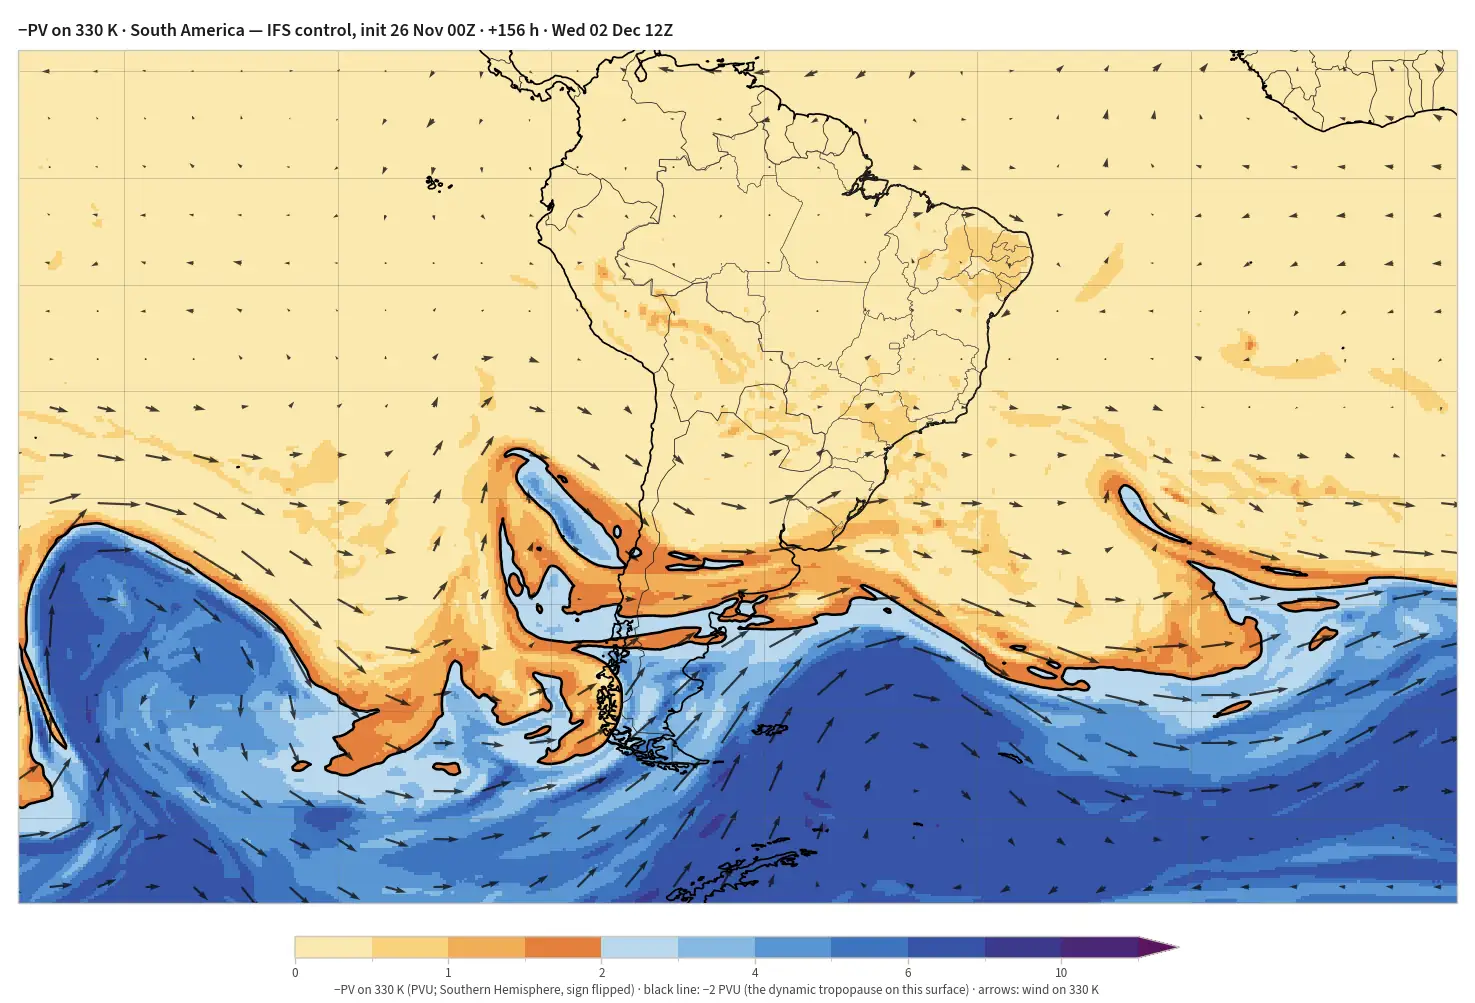 −PV on 330 K · South America — IFS control, init 26 Nov 00Z · +156 h · Wed 02 Dec 12Z
0 1 2 4 6 10
−PV on 330 K (PVU; Southern Hemisphere, sign flipped) · black line: −2 PVU (the dynamic tropopause on this surface) · arrows: wind on 330 K